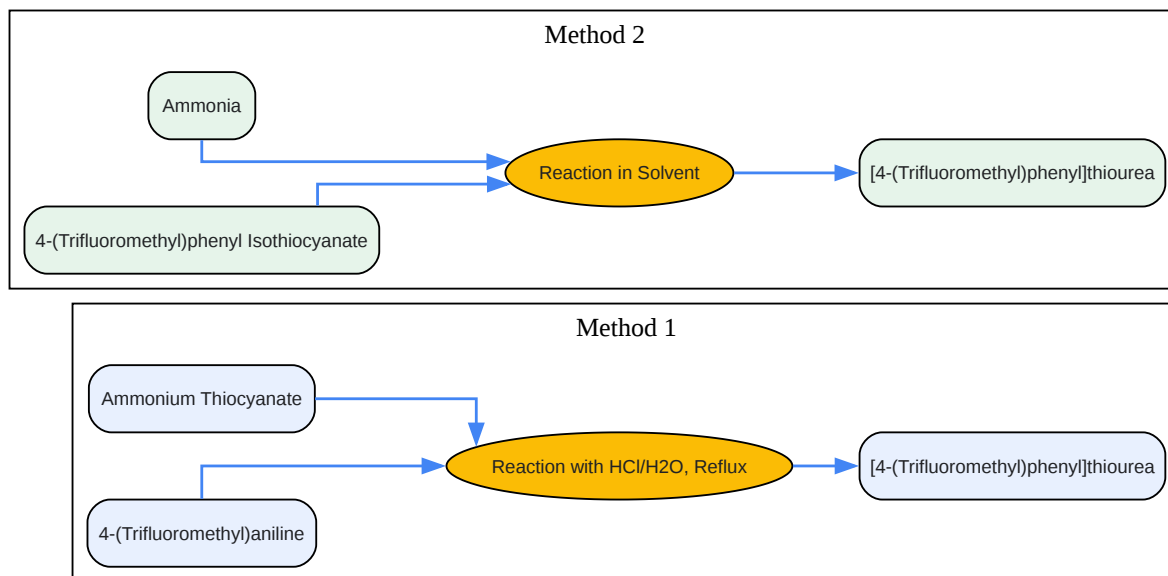 Method 2
Ammonia
Reaction in Solvent
[4-(Trifluoromethyl)phenyl]thiourea
4-(Trifluoromethyl)phenyl Isothiocyanate
Method 1
Ammonium Thiocyanate
Reaction with HCl/H2O, Reflux
[4-(Trifluoromethyl)phenyl]thiourea
4-(Trifluoromethyl)aniline